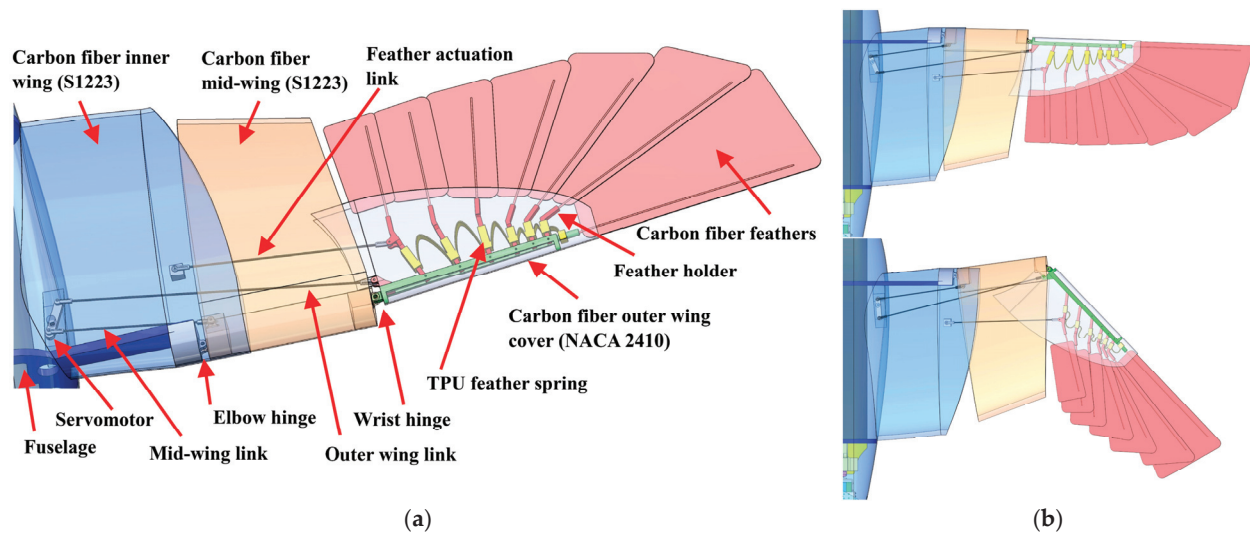 Carbon fiber inner
wing (S1223)
Carbon fiber
mid-wing (S1223)
Feather actuation
link
Carbon fiber feathers
Feather holder
Carbon fiber outer wing
cover (NACA 2410)
TPU feather spring
Wrist hinge
Outer wing link
Elbow hinge
Mid-wing link
Servomotor
Fuselage
(a)
(b)